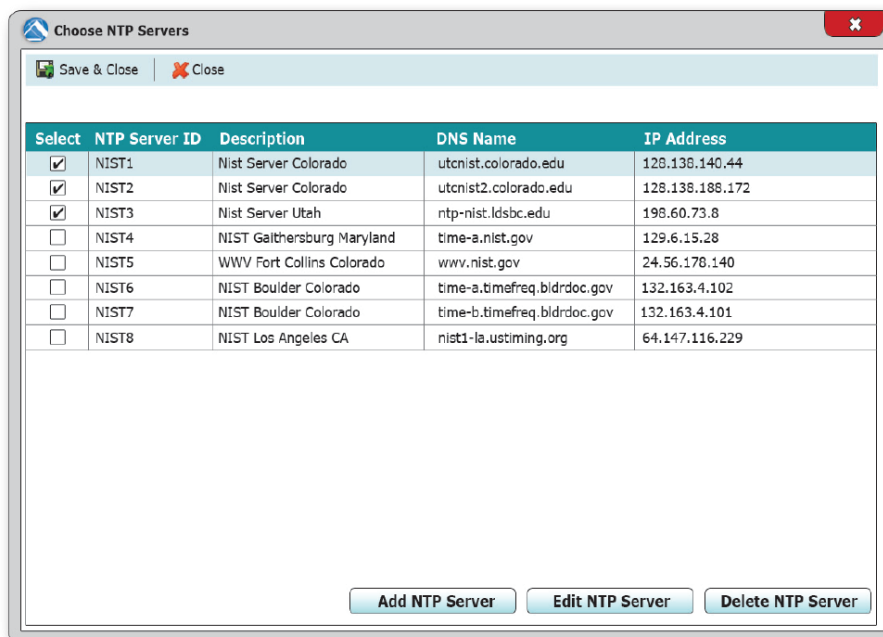 Choose NTP Servers
Save & Close Close
Select NTP Server ID Description DNS Name IP Address
NIST1 Nist Server Colorado utcnist.colorado.edu 128.138.140.44
NIST2 Nist Server Colorado utcnist2.colorado.edu 128.138.188.172
NIST3 Nist Server Utah ntp-nist.ldsbc.edu 198.60.73.8
NIST4 NIST Gaithersburg Maryland time-a.nist.gov 129.6.15.28
NIST5 WWV Fort Collins Colorado wwv.nist.gov 24.56.178.140
NIST6 NIST Boulder Colorado time-a.timefreq.bldrdoc.gov 132.163.4.102
NIST7 NIST Boulder Colorado time-b.timefreq.bldrdoc.gov 132.163.4.101
NIST8 NIST Los Angeles CA nist1-la.ustiming.org 64.147.116.229
Add NTP Server Edit NTP Server Delete NTP Server